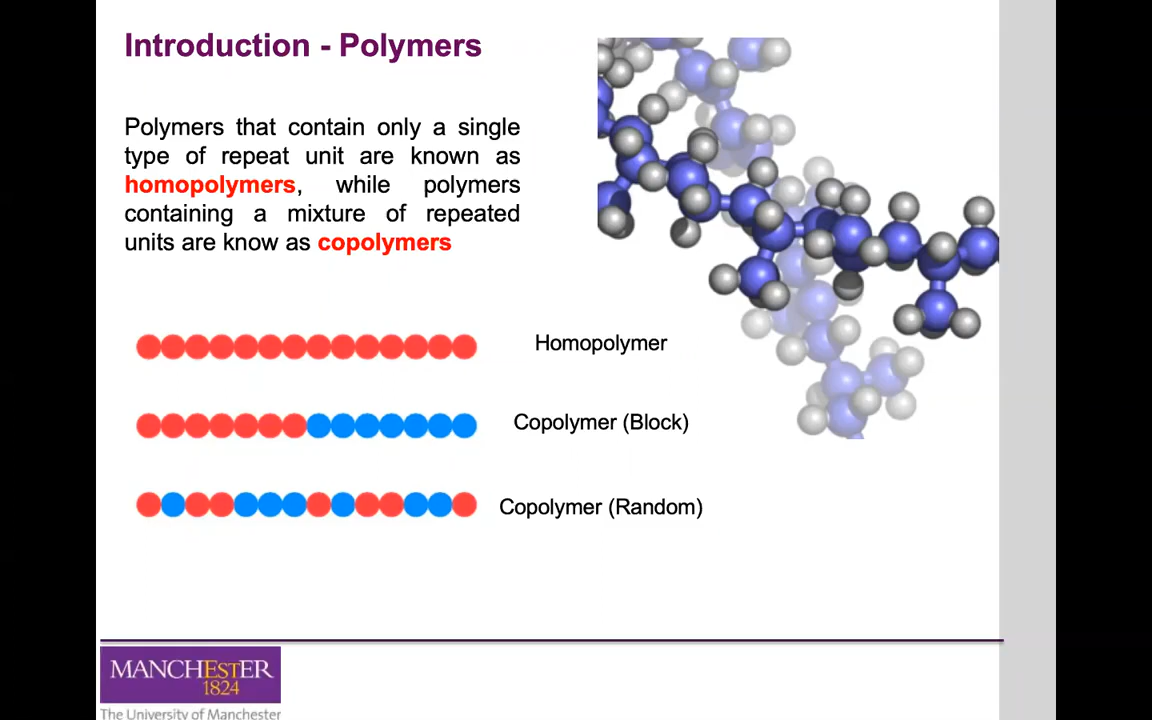 Introduction - Polymers
Polymers that contain only a single
type of repeat unit are known as
homopolymers, while polymers
containing a mixture of repeated
units are know as copolymers
Homopolymer
Copolymer (Block)
Copolymer (Random)
MANCHESTER
1824
The University of Manchester